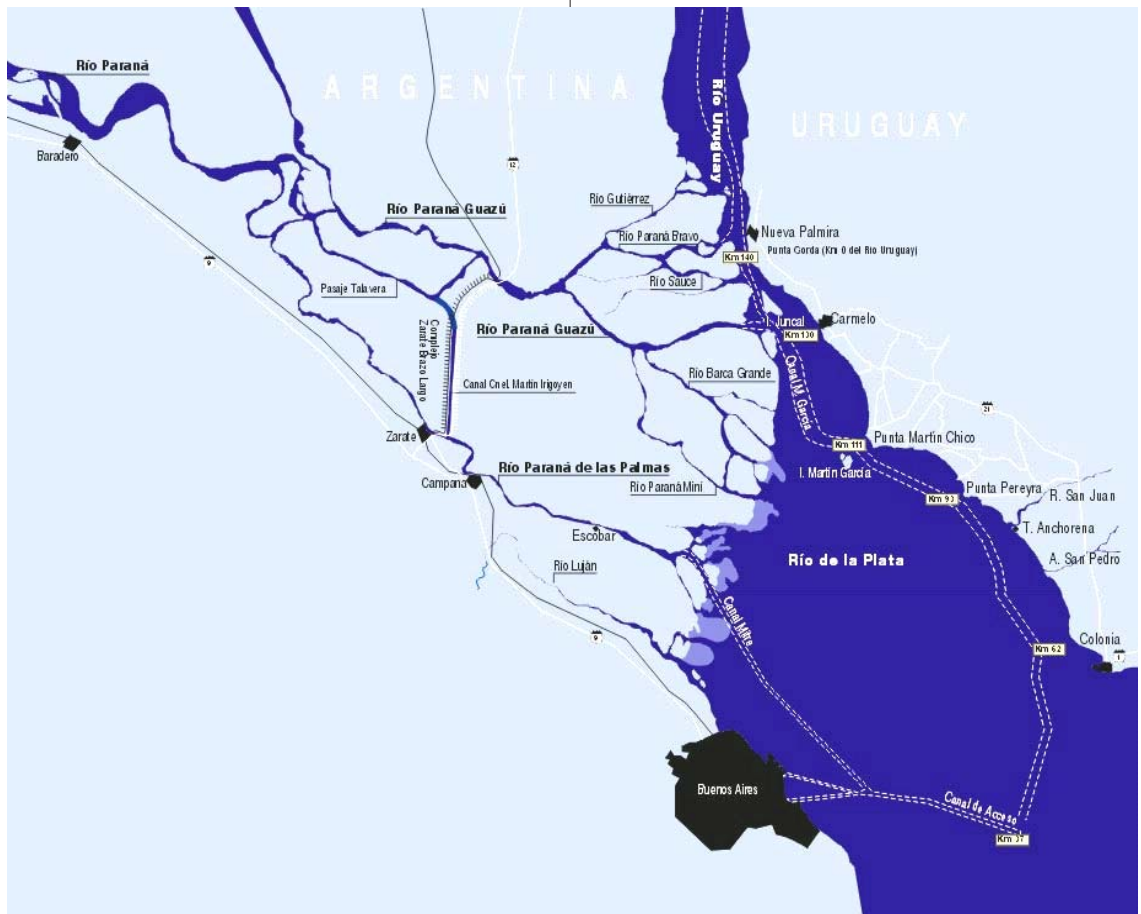 Río Paraná
ARGENTINA
URUGUAY
Río Uruguay
Baradero
12
Río Gutiérrez
Río Paraná Guazú
Río Paraná Bravo
Nueva Palmira
Punta Gorda (Km 0 del Río Uruguay)
Km 140
9
Pasaje Talavera
Río Sauce
I. Juncal
Carmelo
Km 130
Complejo
Zarate Brazo Largo
Río Paraná Guazú
Río Barca Grande
Canal M. García
Canal Cnel. Martín Irigoyen
21
Zarate
Km 111
Punta Martín Chico
Río Paraná de las Palmas
I. Martín García
Campana
Río Paraná Miní
Punta Pereyra
Km 93
R. San Juan
Escobar
T. Anchorena
Río Luján
Río de la Plata
A. San Pedro
Canal Mitre
9
Colonia
Km 62
1
Buenos Aires
Canal de Acceso
Km 37